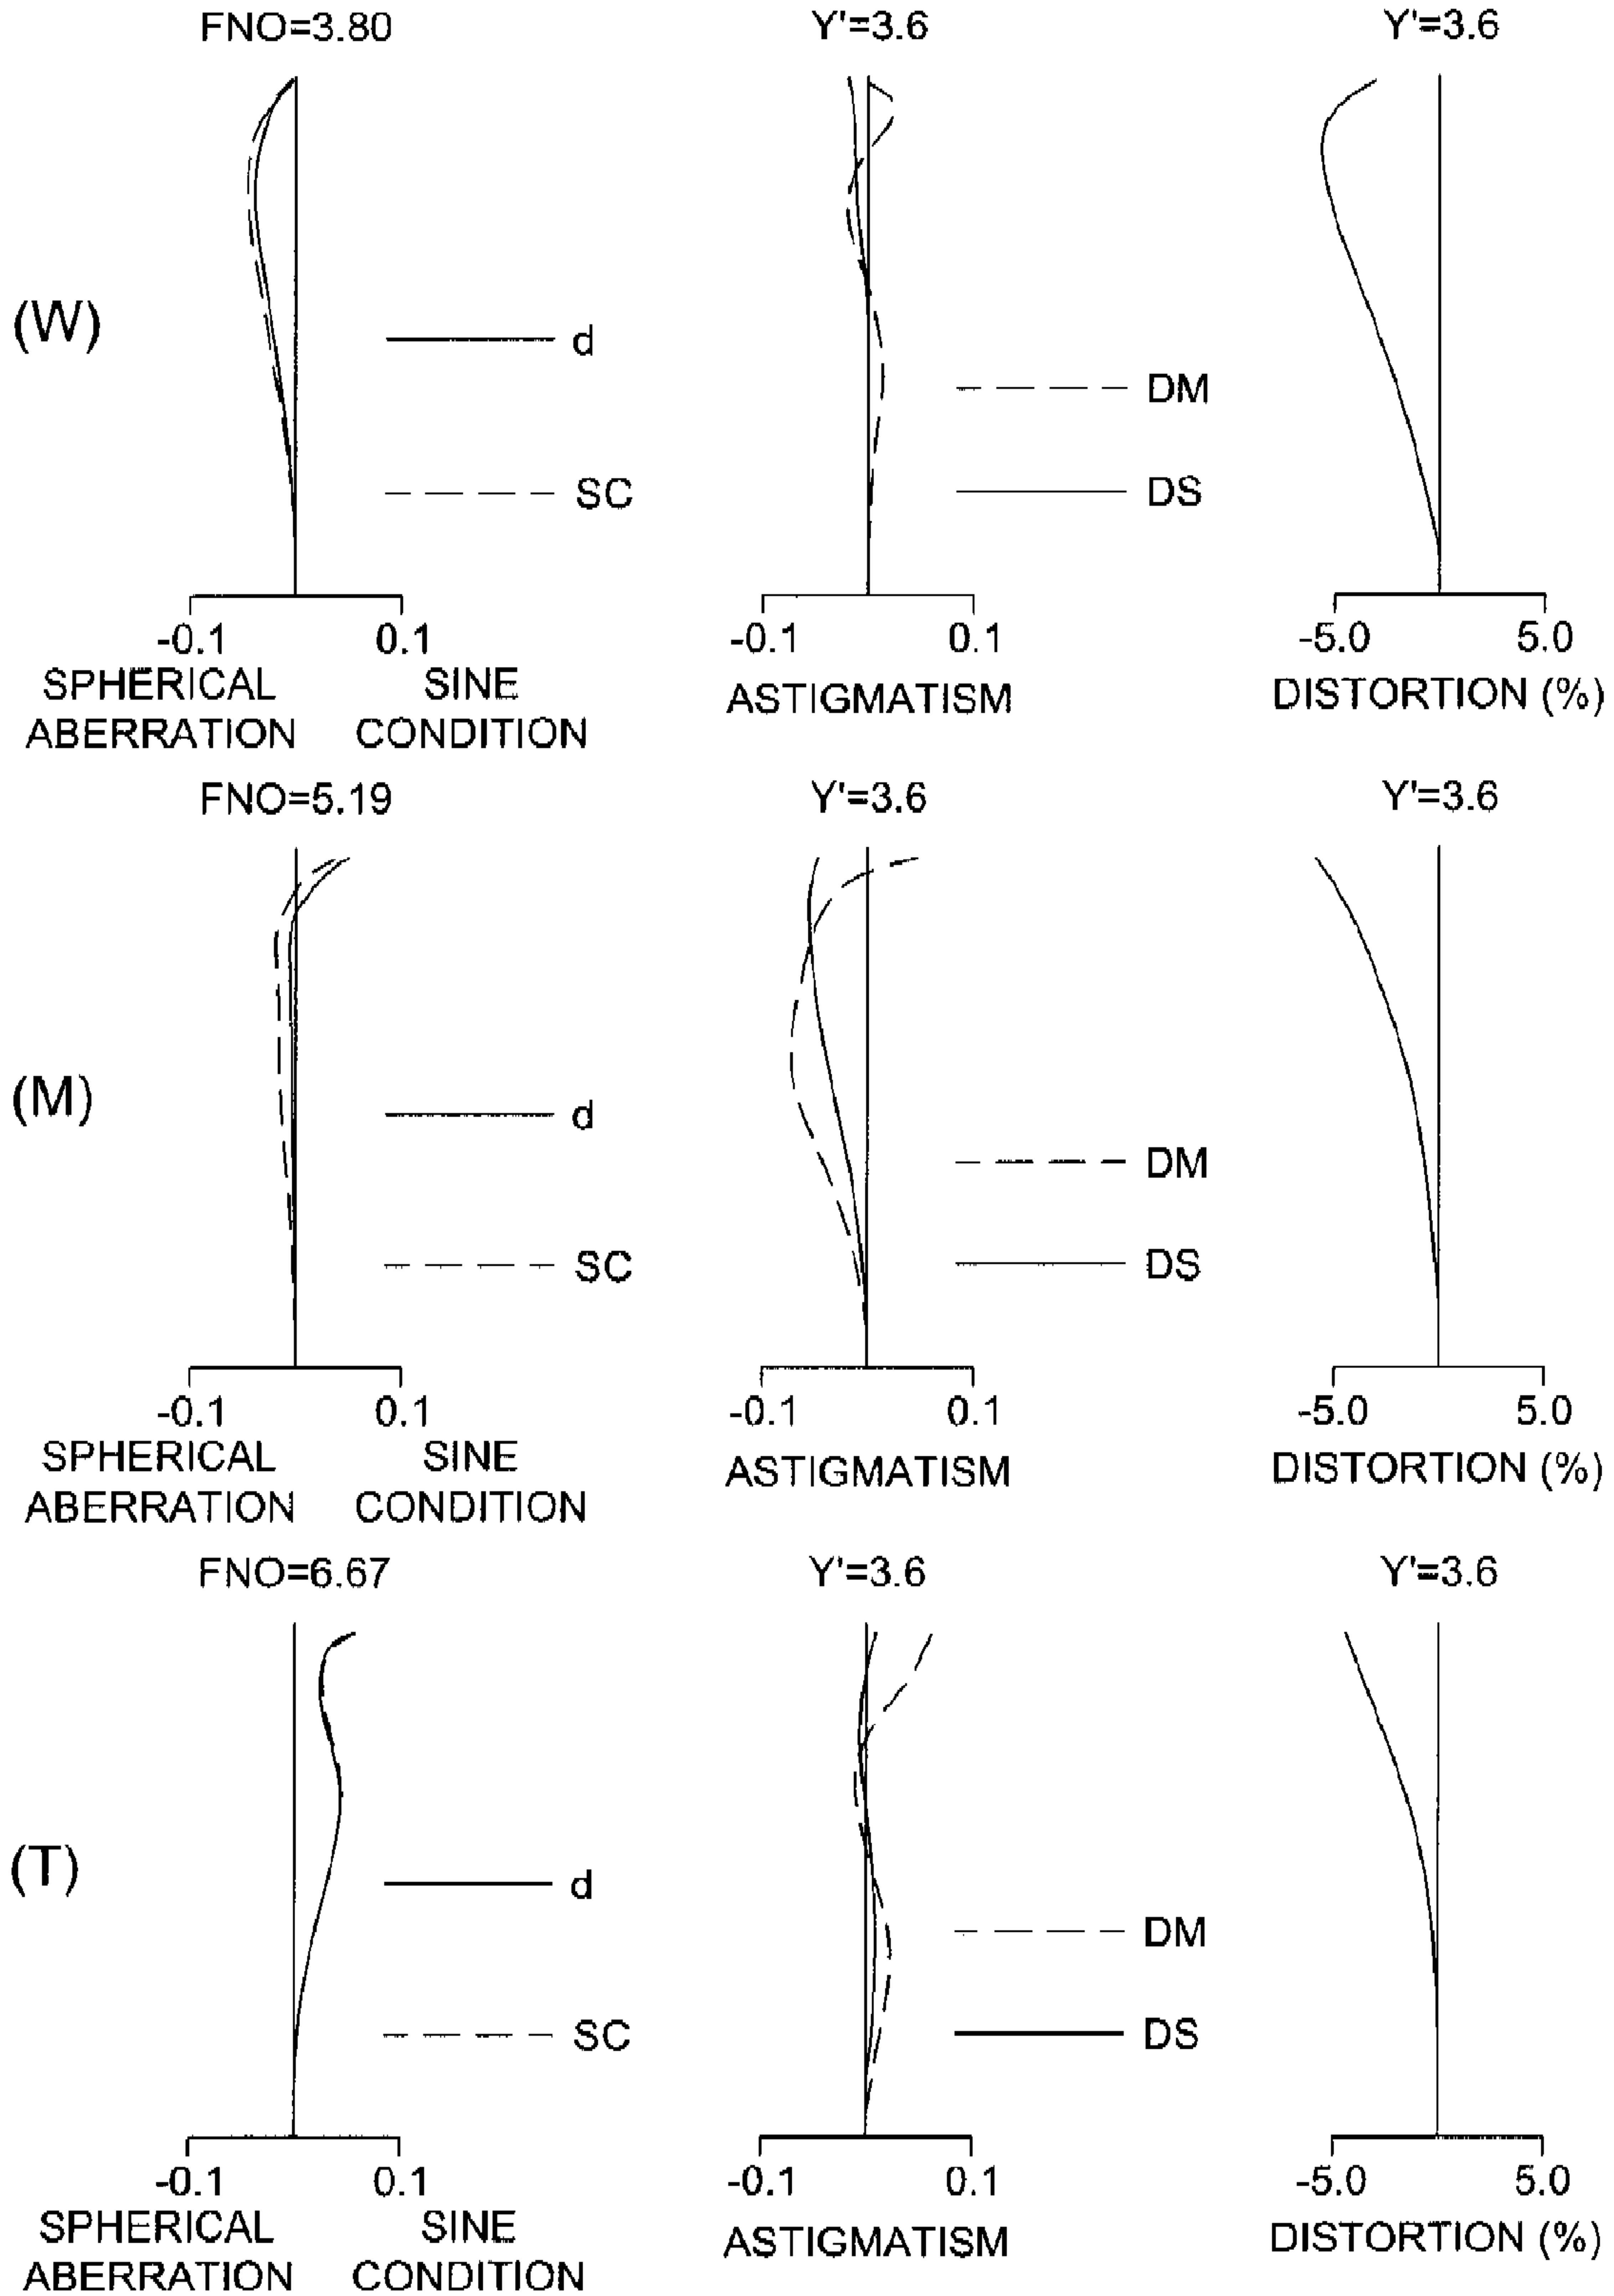 FNO=3.80
Y'=3.6
Y'=3.6
(W)
d
SC
DM
DS
-0.1 0.1
-0.1 0.1
-5.0 5.0
SPHERICAL ABERRATION
SINE CONDITION
ASTIGMATISM
DISTORTION (%)
FNO=5.19
Y'=3.6
Y'=3.6
(M)
d
SC
DM
DS
-0.1 0.1
-0.1 0.1
-5.0 5.0
SPHERICAL ABERRATION
SINE CONDITION
ASTIGMATISM
DISTORTION (%)
FNO=6.67
Y'=3.6
Y'=3.6
(T)
d
SC
DM
DS
-0.1 0.1
-0.1 0.1
-5.0 5.0
SPHERICAL ABERRATION
SINE CONDITION
ASTIGMATISM
DISTORTION (%)